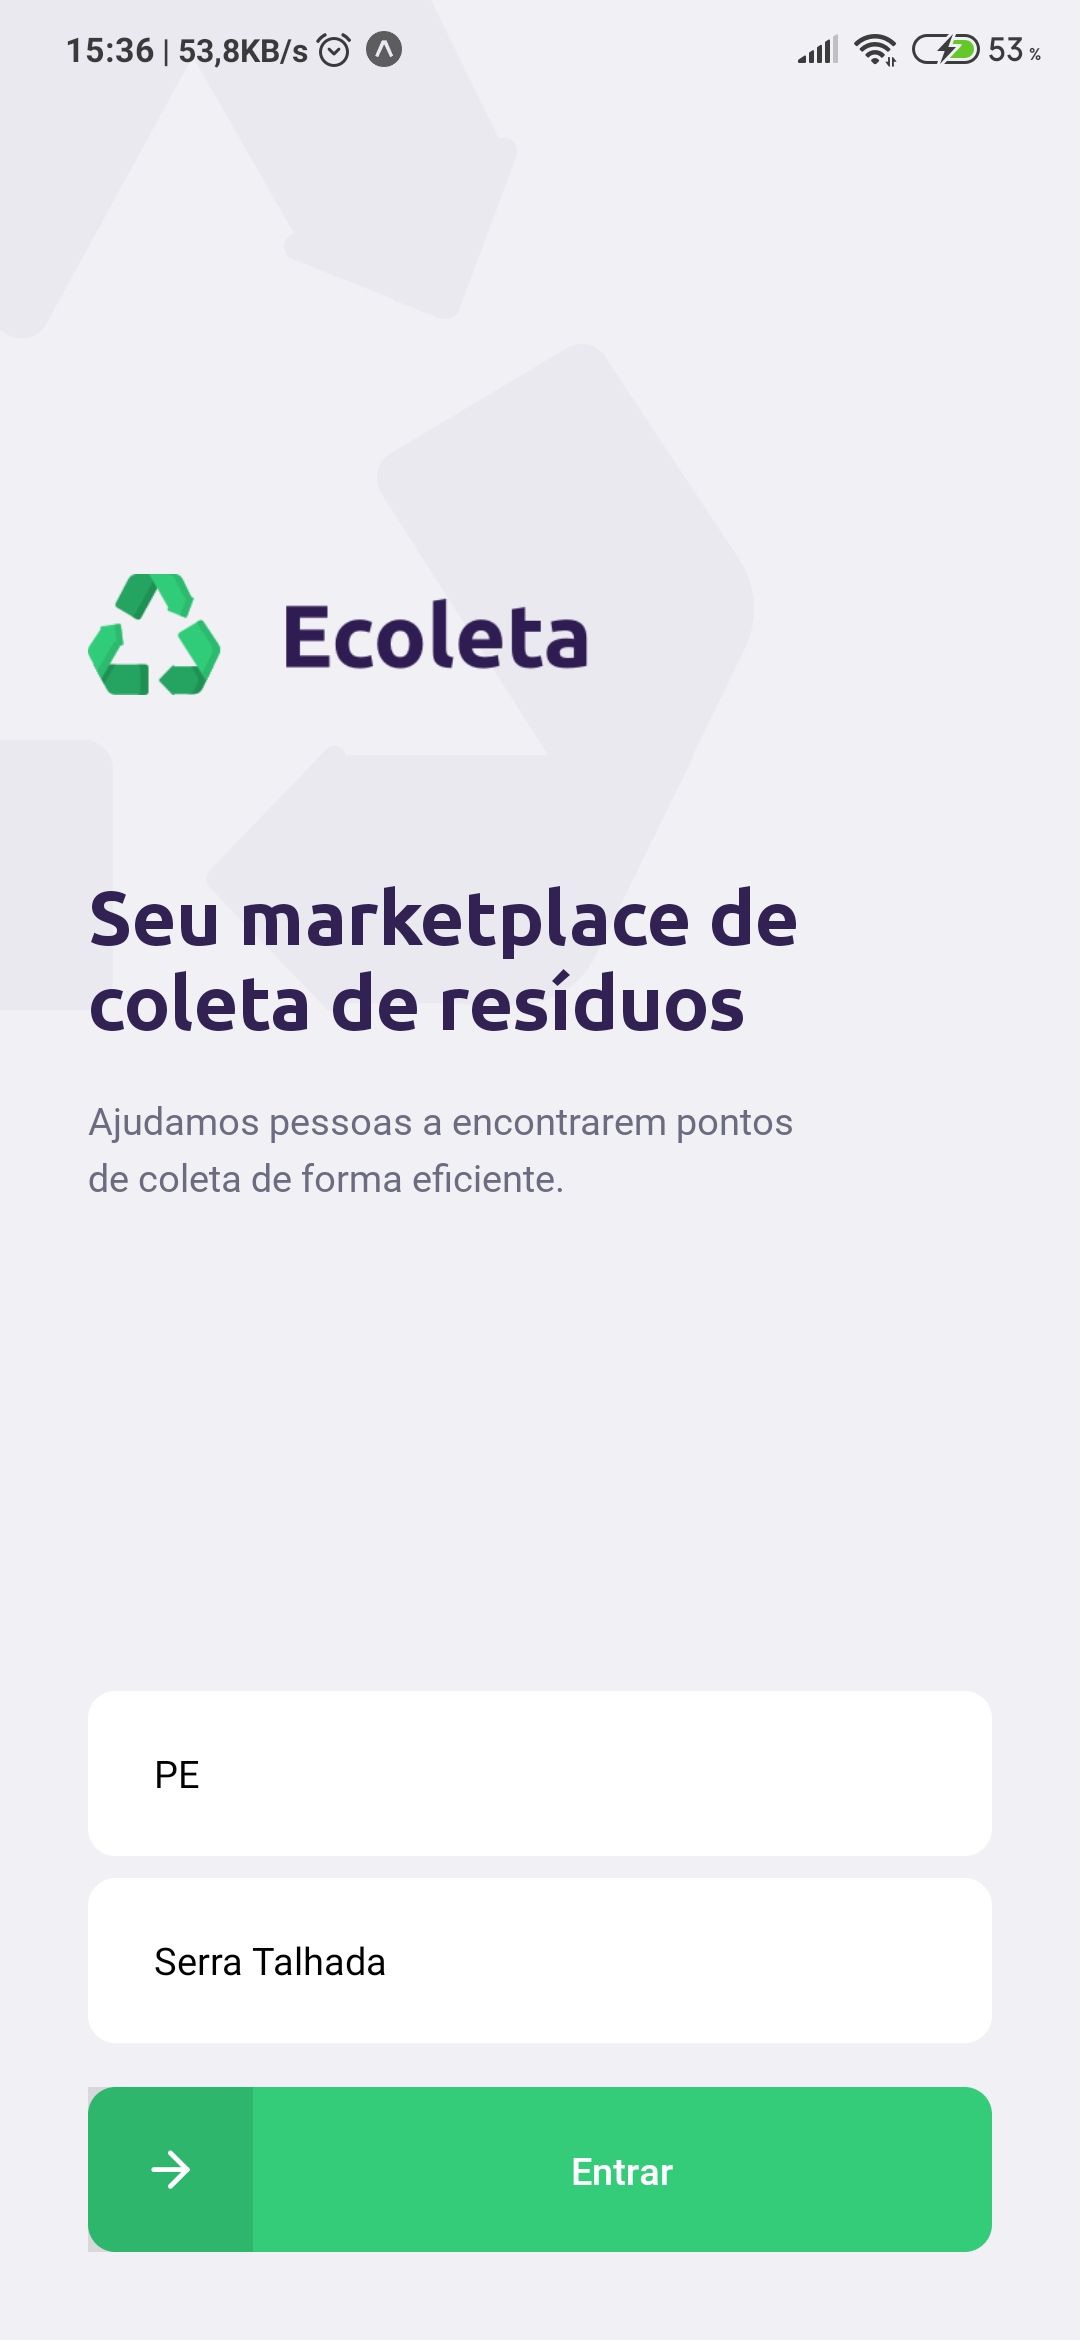 15:36 | 53,8KB/s 53 %
Ecoleta
Seu marketplace de
coleta de resíduos
Ajudamos pessoas a encontrarem pontos
de coleta de forma eficiente.
PE
Serra Talhada
Entrar